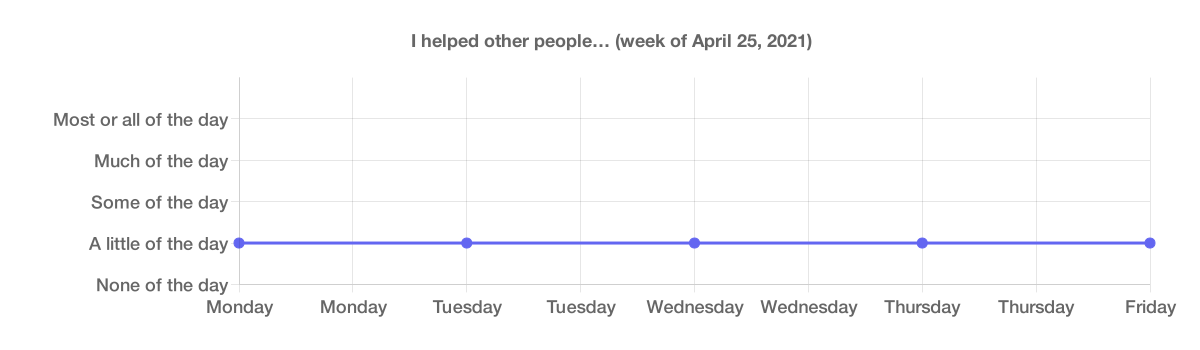 I helped other people... (week of April 25, 2021)
Most or all of the day
Much of the day
Some of the day
A little of the day
None of the day
Monday Monday Tuesday Tuesday Wednesday Wednesday Thursday Thursday Friday